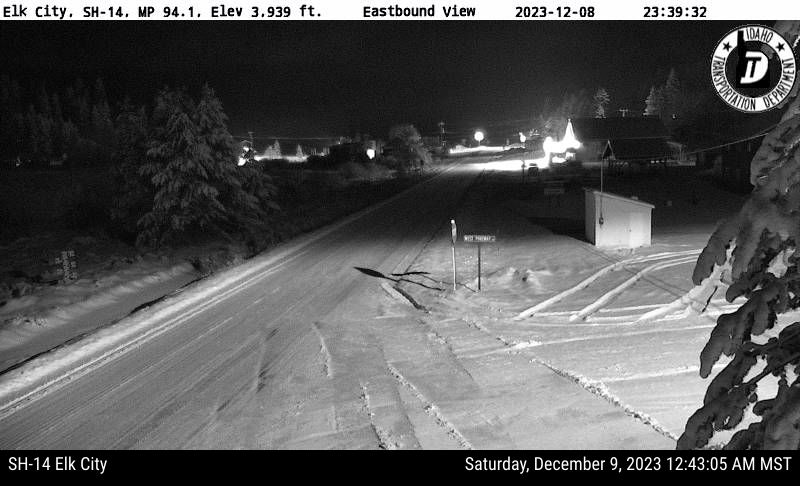 Elk City, SH-14, MP 94.1, Elev 3,939 ft. Eastbound View 2023-12-08 23:39:32
IDAHO
TRANSPORTATION DEPARTMENT
SH-14 Elk City
Saturday, December 9, 2023 12:43:05 AM MST